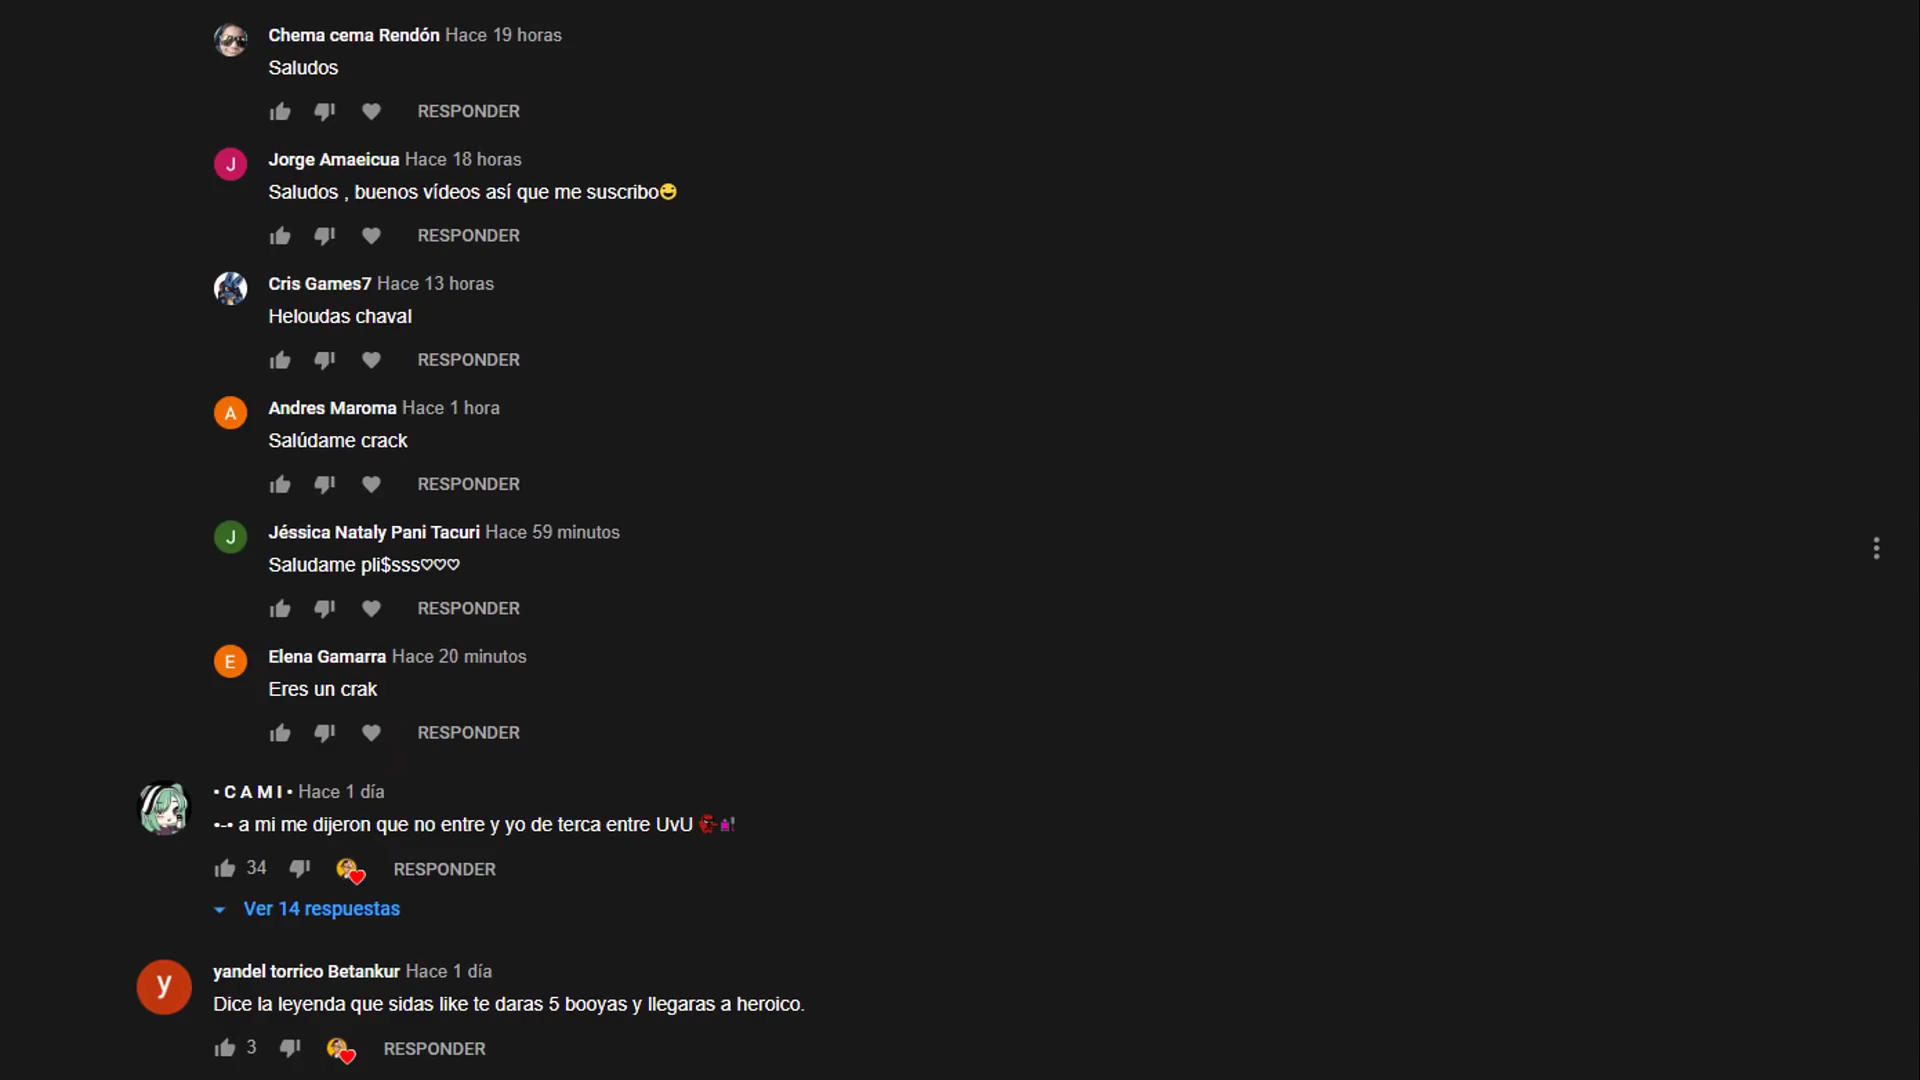 Chema cema Rendón Hace 19 horas
Saludos
RESPONDER
J
Jorge Amaeicua Hace 18 horas
Saludos , buenos vídeos así que me suscribo😅
RESPONDER
Cris Games7 Hace 13 horas
Heloudas chaval
RESPONDER
A
Andres Maroma Hace 1 hora
Salúdame crack
RESPONDER
J
Jéssica Nataly Pani Tacuri Hace 59 minutos
Saludame pli$sss♡♡♡
RESPONDER
E
Elena Gamarra Hace 20 minutos
Eres un crak
RESPONDER
• C A M I • Hace 1 día
•-• a mi me dijeron que no entre y yo de terca entre UvU
34 RESPONDER
Ver 14 respuestas
y
yandel torrico Betankur Hace 1 día
Dice la leyenda que sidas like te daras 5 booyas y llegaras a heroico.
3 RESPONDER